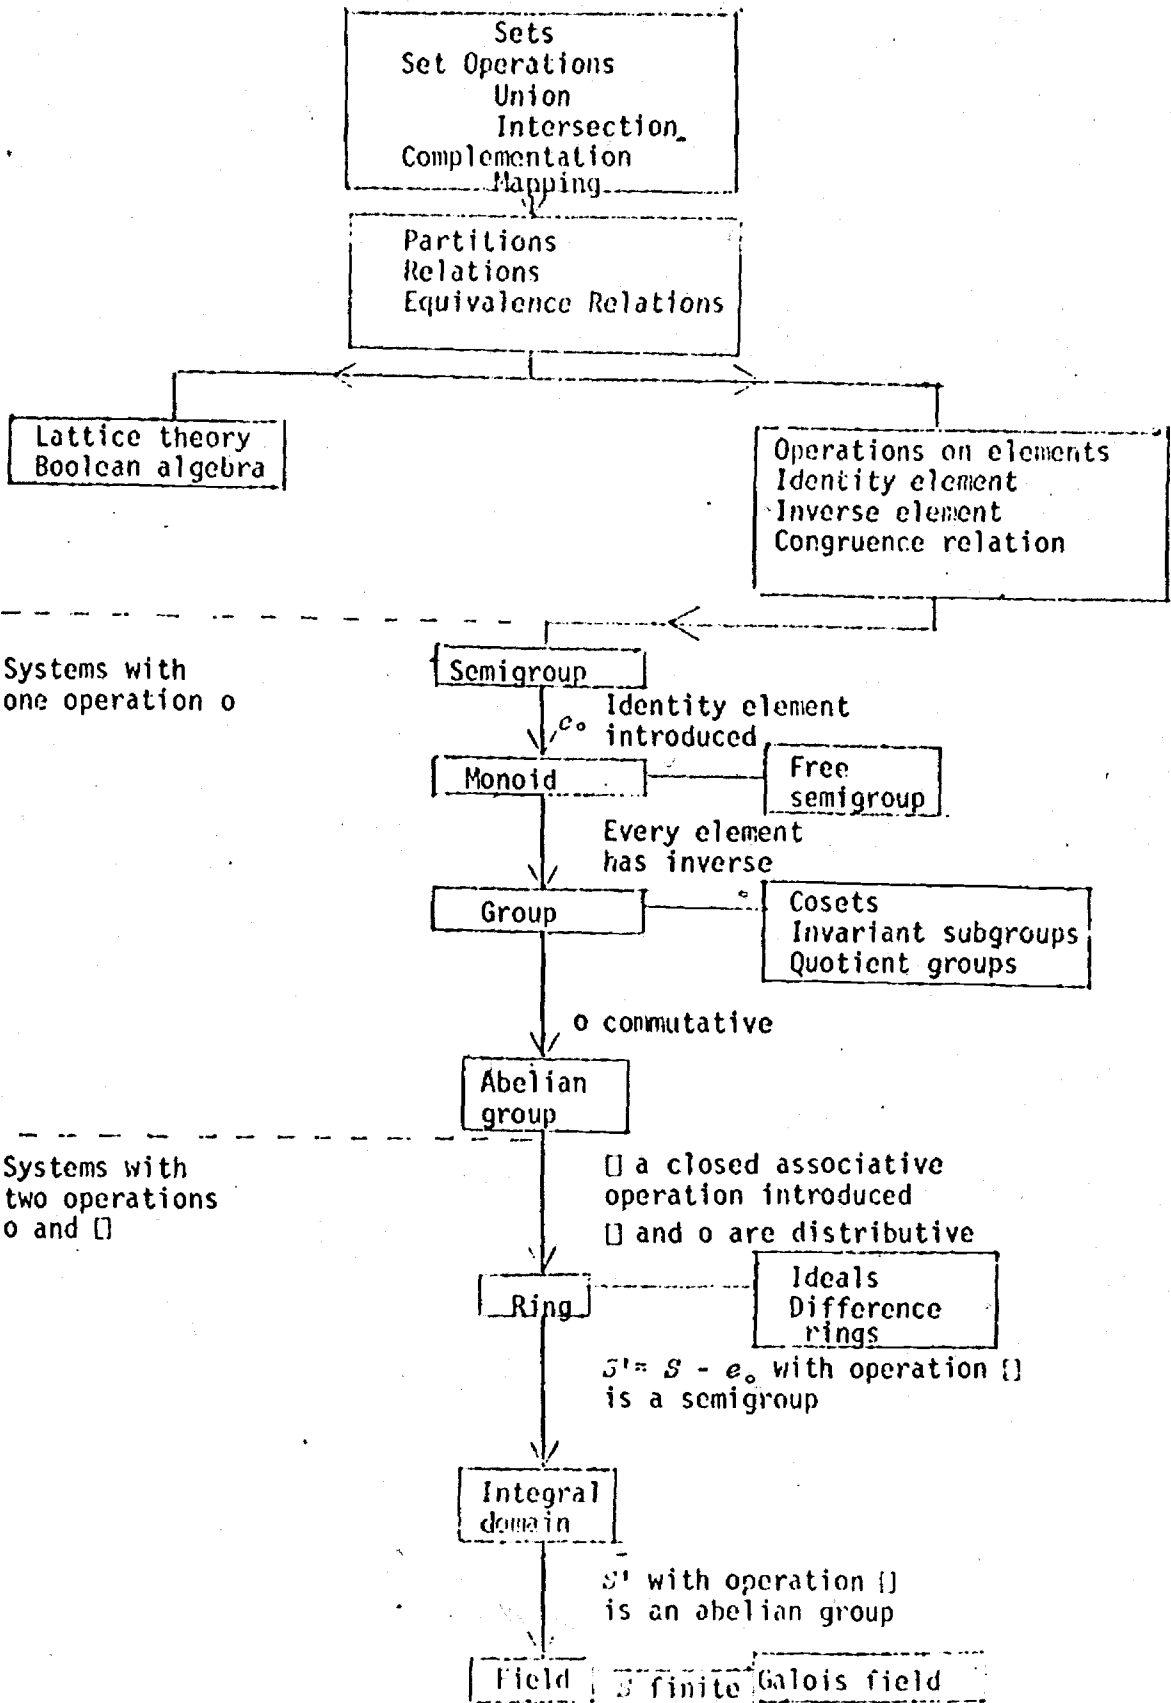 Sets
Set Operations
Union
Intersection
Complementation
Mapping
Partitions
Relations
Equivalence Relations
Lattice theory
Boolean algebra
Operations on elements
Identity element
Inverse element
Congruence relation
Systems with
one operation o
Semigroup
e₀ Identity element
introduced
Monoid
Free
semigroup
Every element
has inverse
Group
Cosets
Invariant subgroups
Quotient groups
o commutative
Abelian
group
Systems with
two operations
o and []
[] a closed associative
operation introduced
[] and o are distributive
Ring
Ideals
Difference
rings
S' = S - e₀ with operation []
is a semigroup
Integral
domain
S' with operation []
is an abelian group
Field
S finite
Galois field